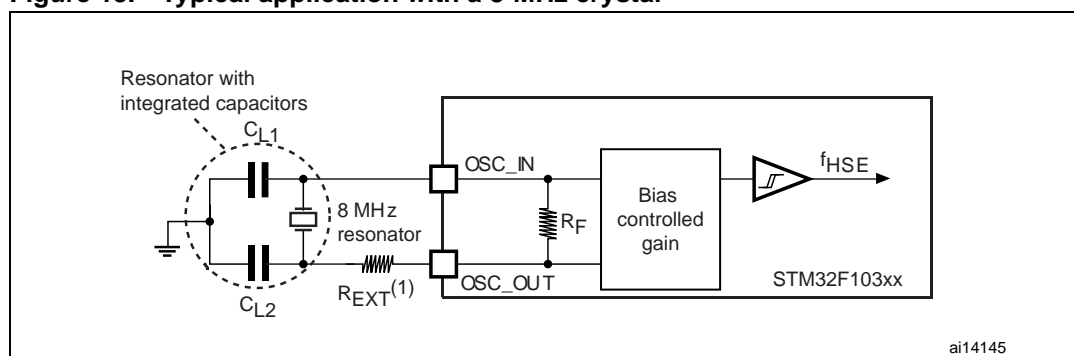 Figure Typical application with a 8-MHz crystal
Resonator with
integrated capacitors
CL1
OSC_IN
fHSE
8 MHz
resonator
RF
Bias
controlled
gain
STM32F103xx
REXT(1)
OSC_OUT
CL2
ai14145